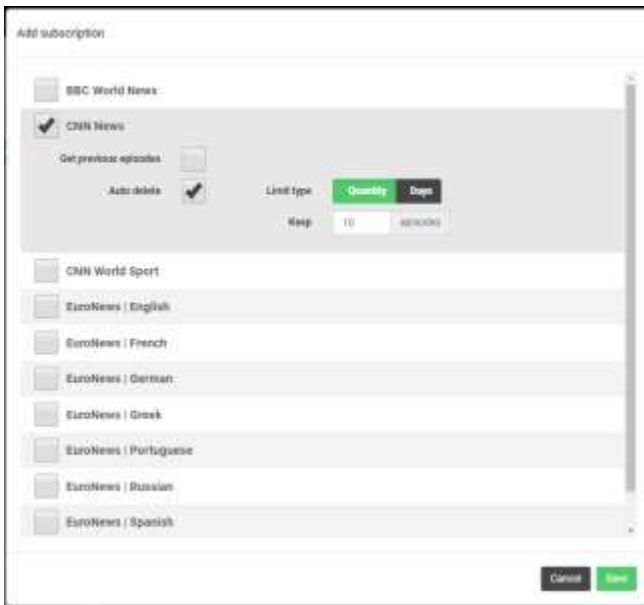 Add subscription
BBC World News
CNN News
Get previous episodes
Auto delete Limit type Quantity Days
Keep 10 episodes
CNN World Sport
EuroNews | English
EuroNews | French
EuroNews | German
EuroNews | Greek
EuroNews | Portuguese
EuroNews | Russian
EuroNews | Spanish
Cancel Save